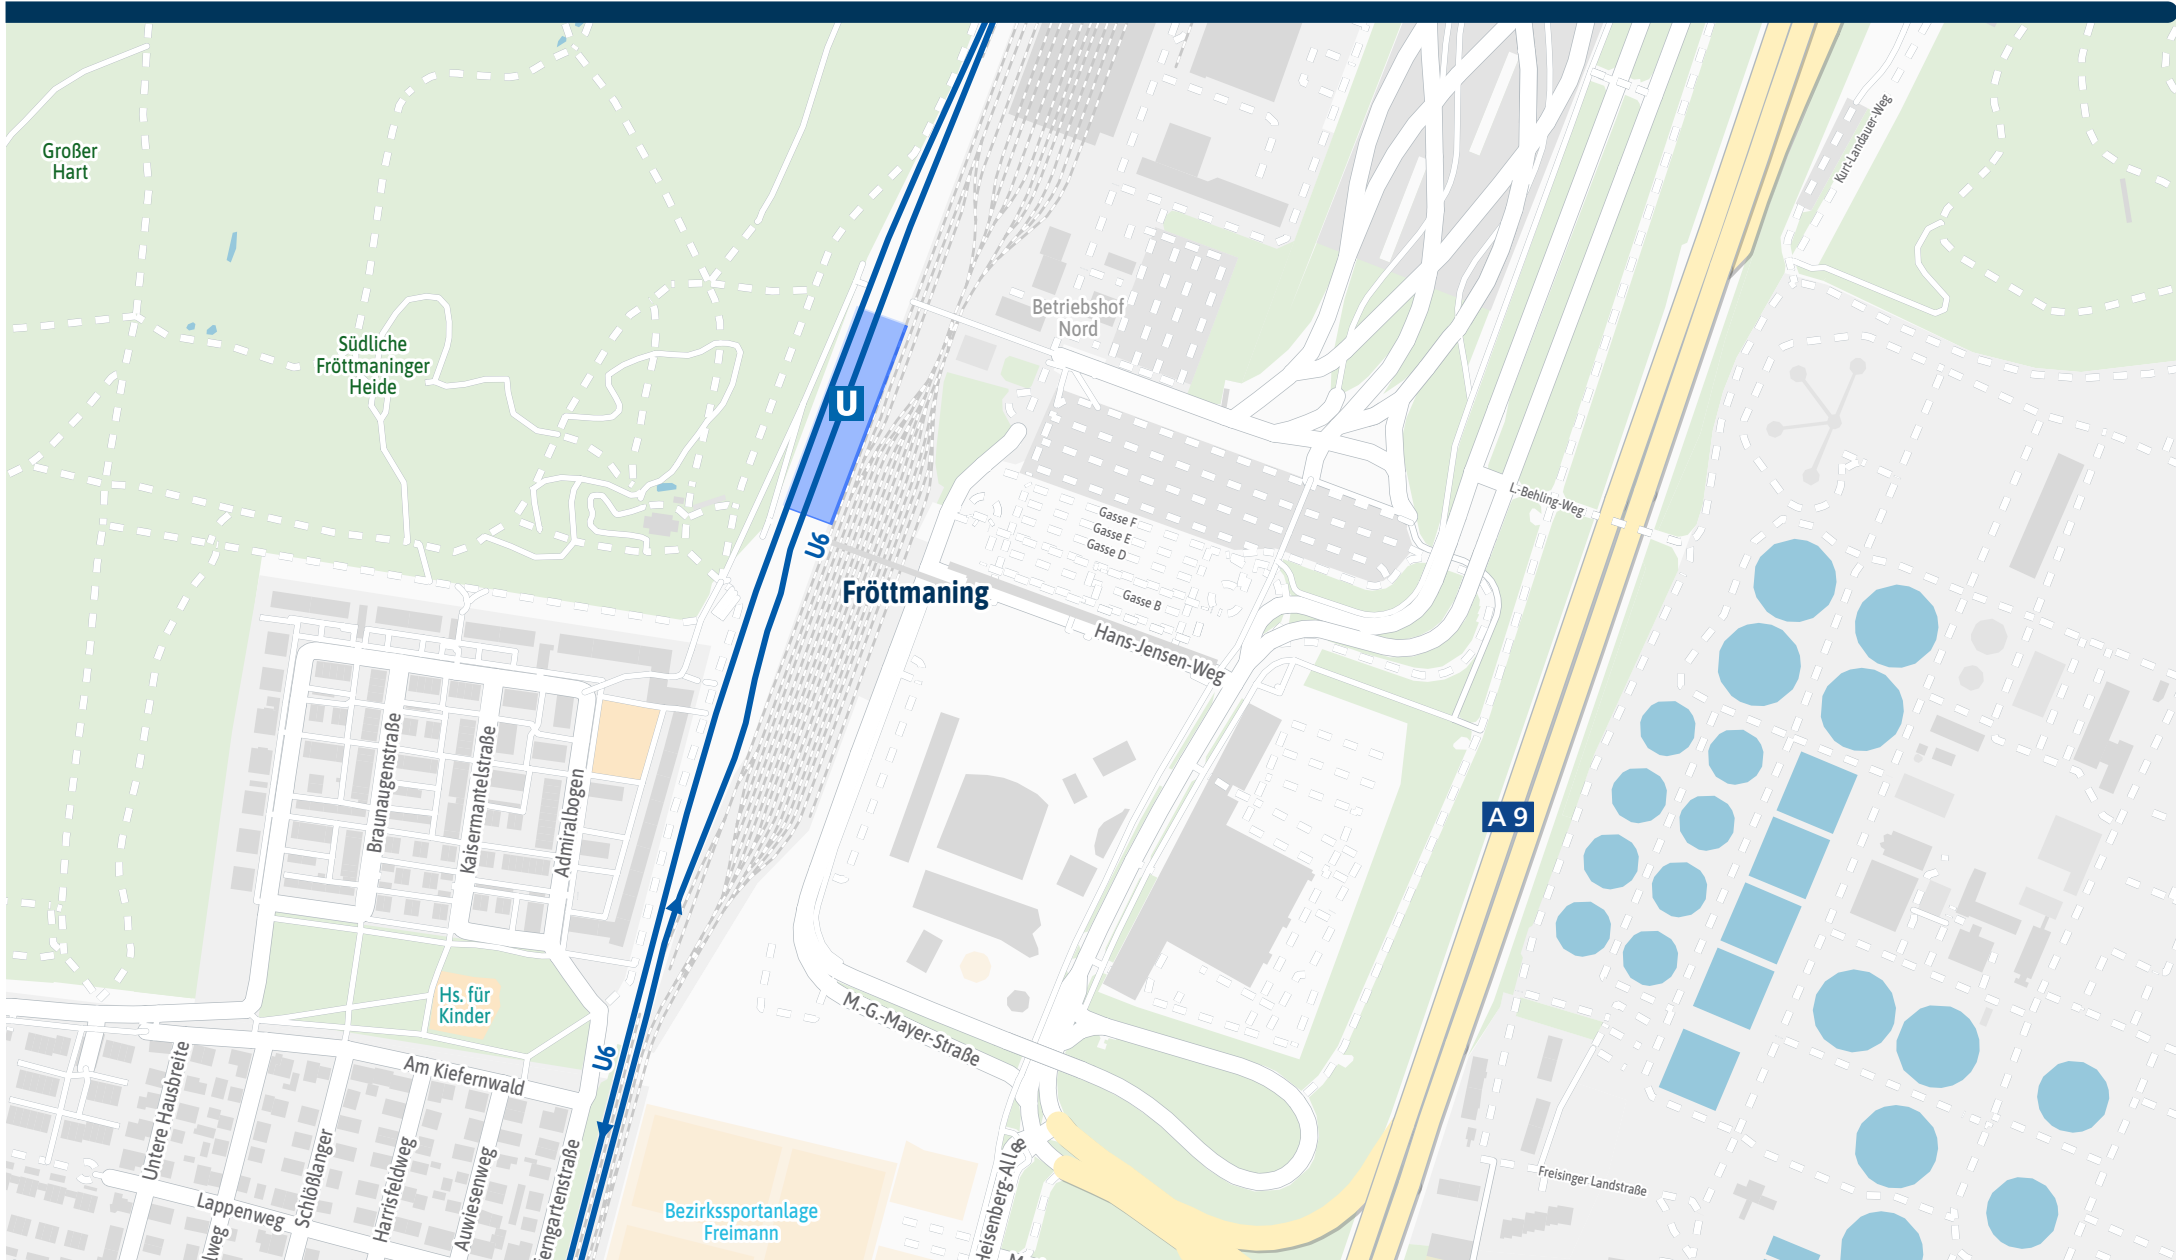 Großer
Hart
Kurt-Landauer-Weg
Südliche
Fröttmaninger
Heide
Betriebshof
Nord
U
L.-Behling-Weg
Gasse F
Gasse E
Gasse D
Gasse B
U6
Fröttmaning
Hans-Jensen-Weg
Braunaugenstraße
Kaisermantelstraße
Admiralbogen
A 9
Hs. für
Kinder
M.-G.-Mayer-Straße
U6
Am Kiefernwald
Untere Hausbreite
Schlößlanger
Harrisfeldweg
Auwiesenweg
Lappenweg
Heisenberg-Allee
Freisinger Landstraße
Bezirkssportanlage
Freimann